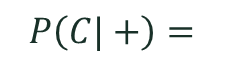 P(C| +) =